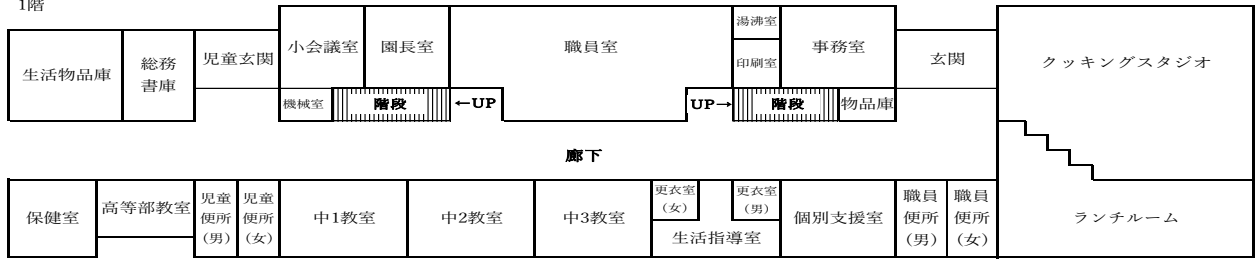 1階
生活物品庫
総務
書庫
児童玄関
小会議室
園長室
職員室
湯沸室
印刷室
事務室
玄関
クッキングスタジオ
機械室
階段
←UP
UP→
階段
物品庫
廊下
保健室
高等部教室
児童
便所
(男)
児童
便所
(女)
中1教室
中2教室
中3教室
更衣室
(女)
更衣室
(男)
生活指導室
個別支援室
職員
便所
(男)
職員
便所
(女)
ランチルーム